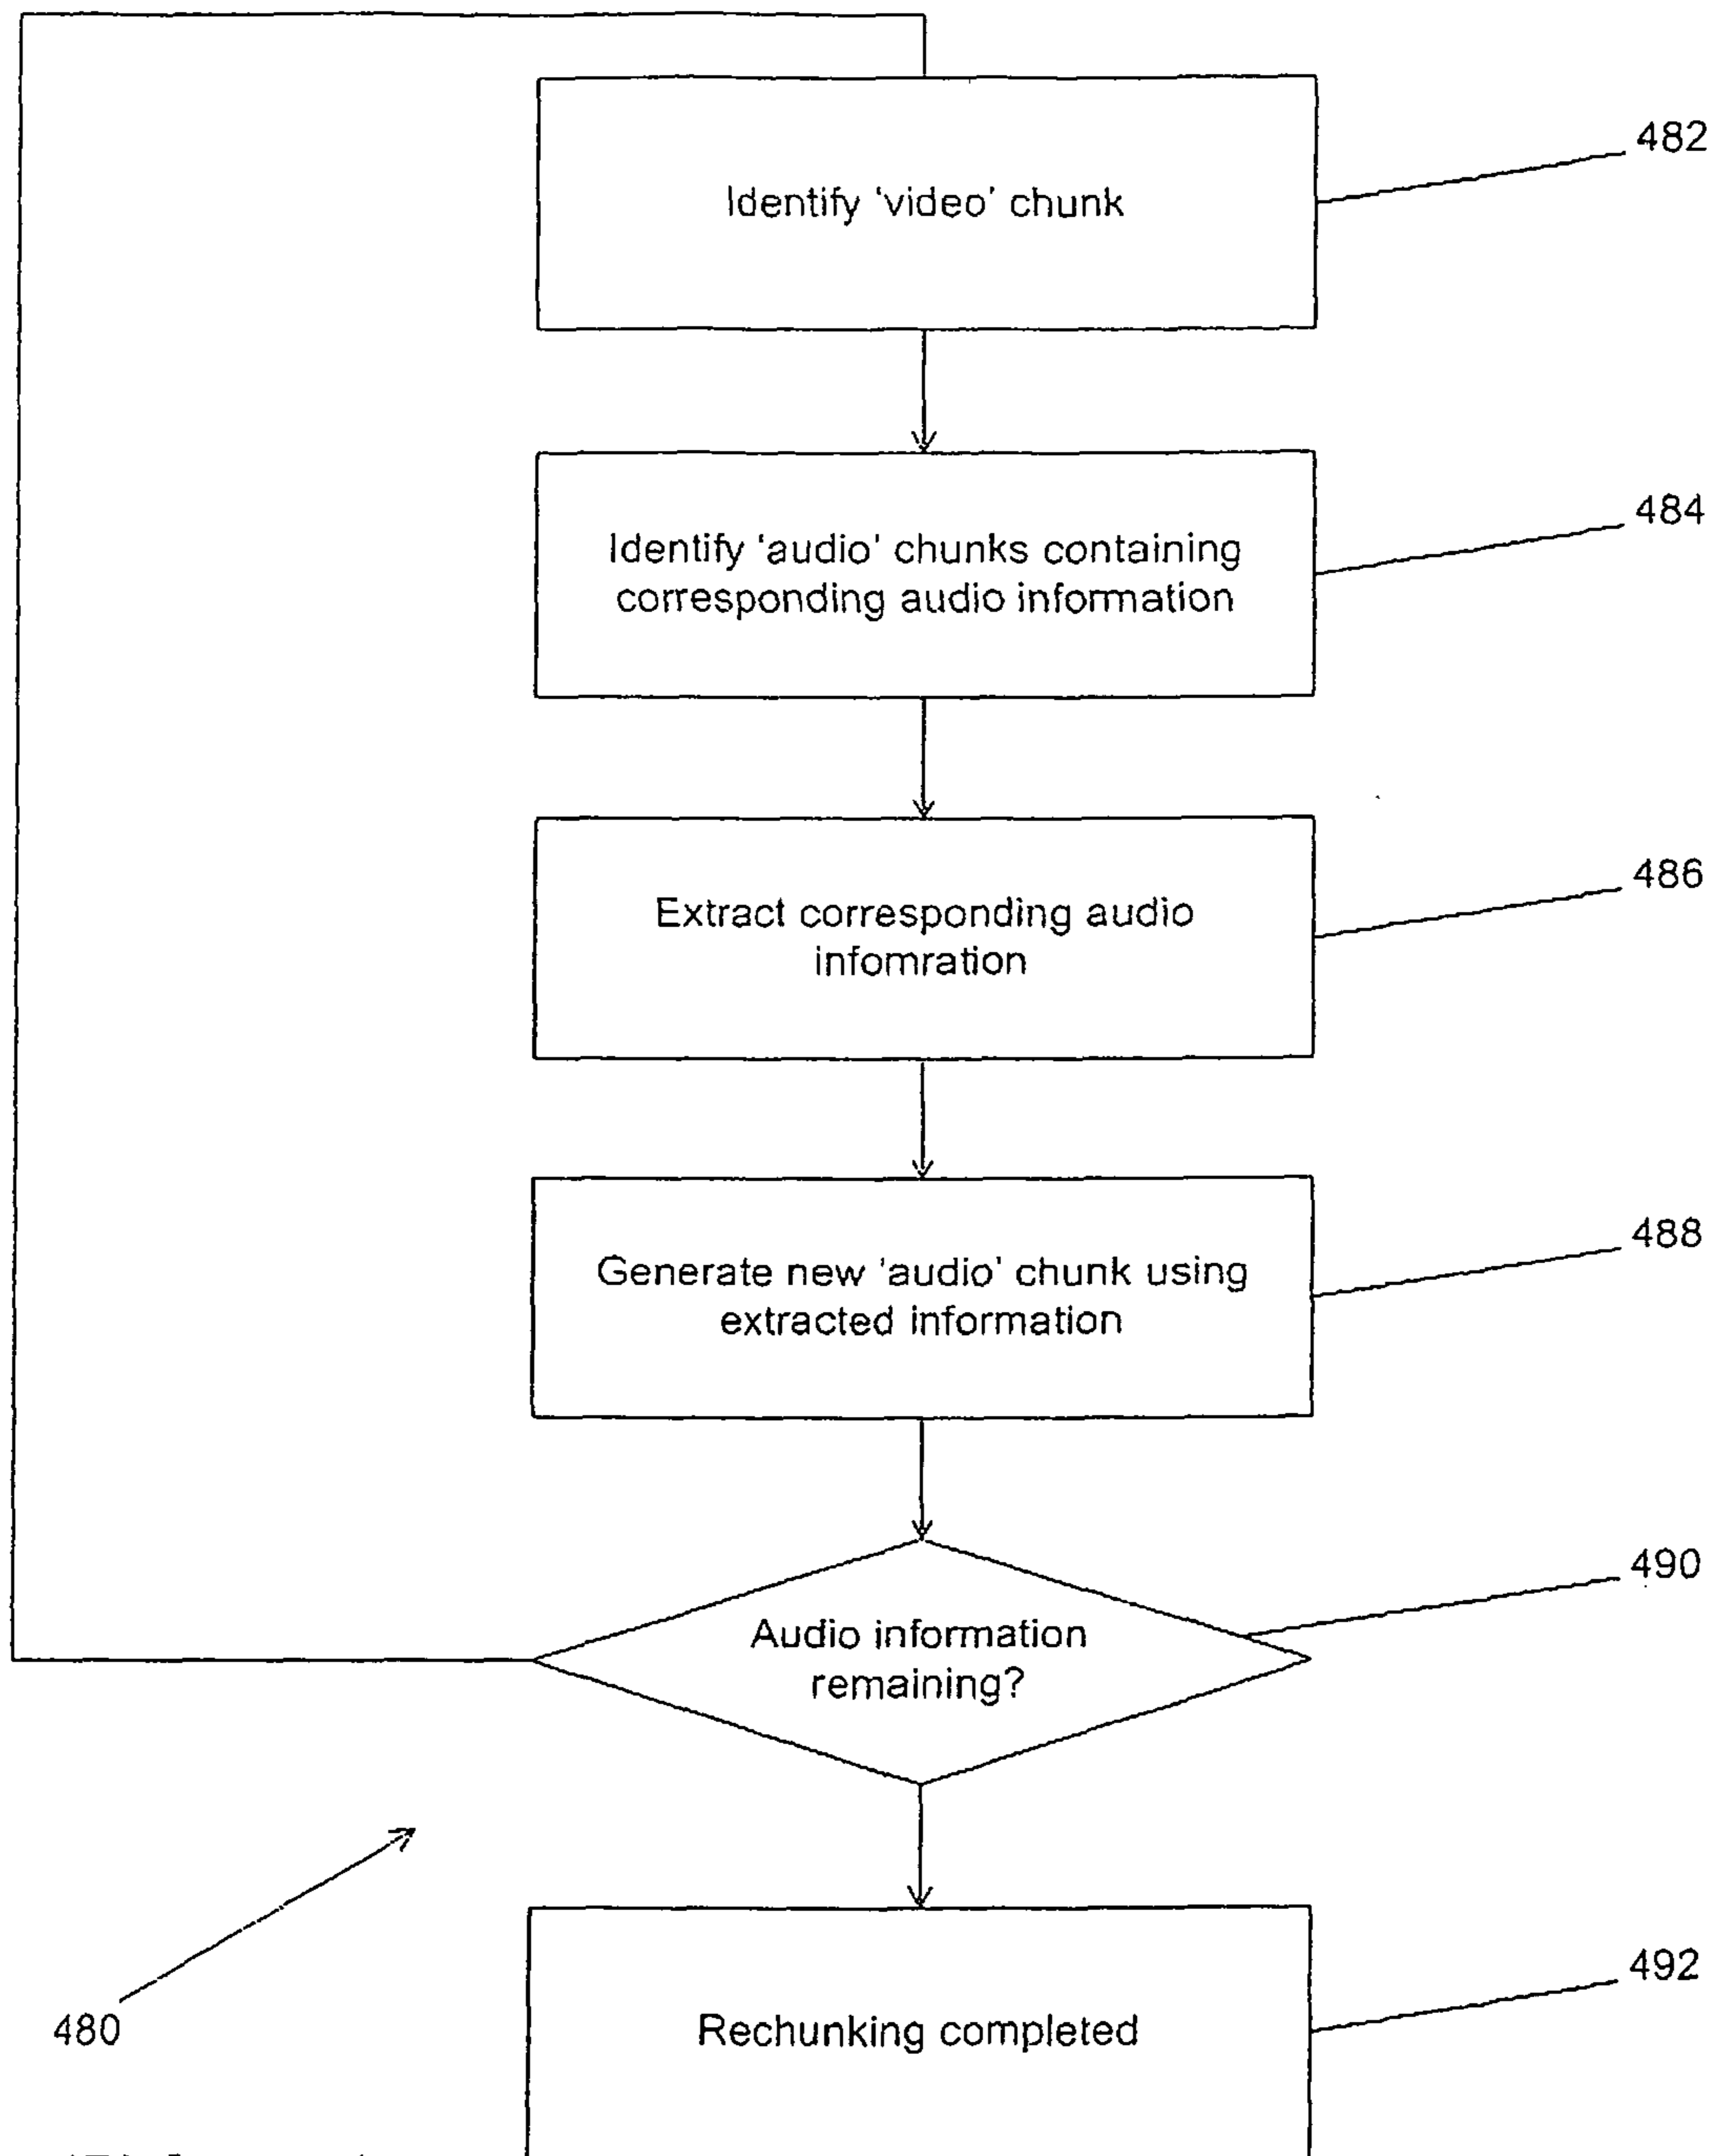 482
Identify ‘video’ chunk
484
Identify ‘audio’ chunks containing
corresponding audio information
486
Extract corresponding audio
infomration
488
Generate new ‘audio’ chunk using
extracted information
490
Audio information
remaining?
492
480
Rechunking completed